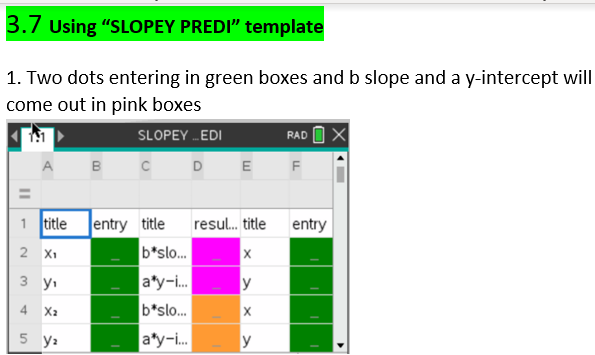 3.7 Using “SLOPEY PREDI” template
1. Two dots entering in green boxes and b slope and a y-intercept will
come out in pink boxes
SLOPEY ...EDI RAD
A B C D E F
=
1 title entry title resul... title entry
2 x₁ _ b*slo... _ x _
3 y₁ _ a*y-i... _ y _
4 x₂ _ b*slo... _ x _
5 y₂ _ a*y-i... _ y _